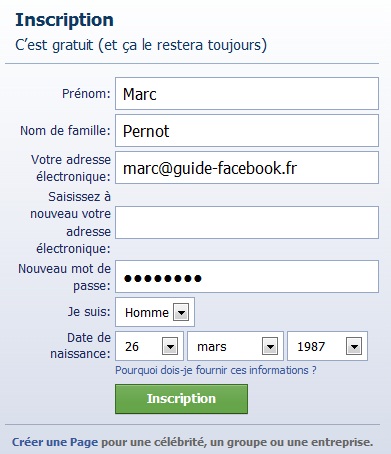 Inscription
C'est gratuit (et ça le restera toujours)
Prénom: Marc
Nom de famille: Pernot
Votre adresse
électronique: marc@guide-facebook.fr
Saisissez à
nouveau votre
adresse
électronique:
Nouveau mot de
passe: ●●●●●●●●
Je suis: Homme
Date de
naissance: 26 mars 1987
Pourquoi dois-je fournir ces informations ?
Inscription
Créer une Page pour une célébrité, un groupe ou une entreprise.